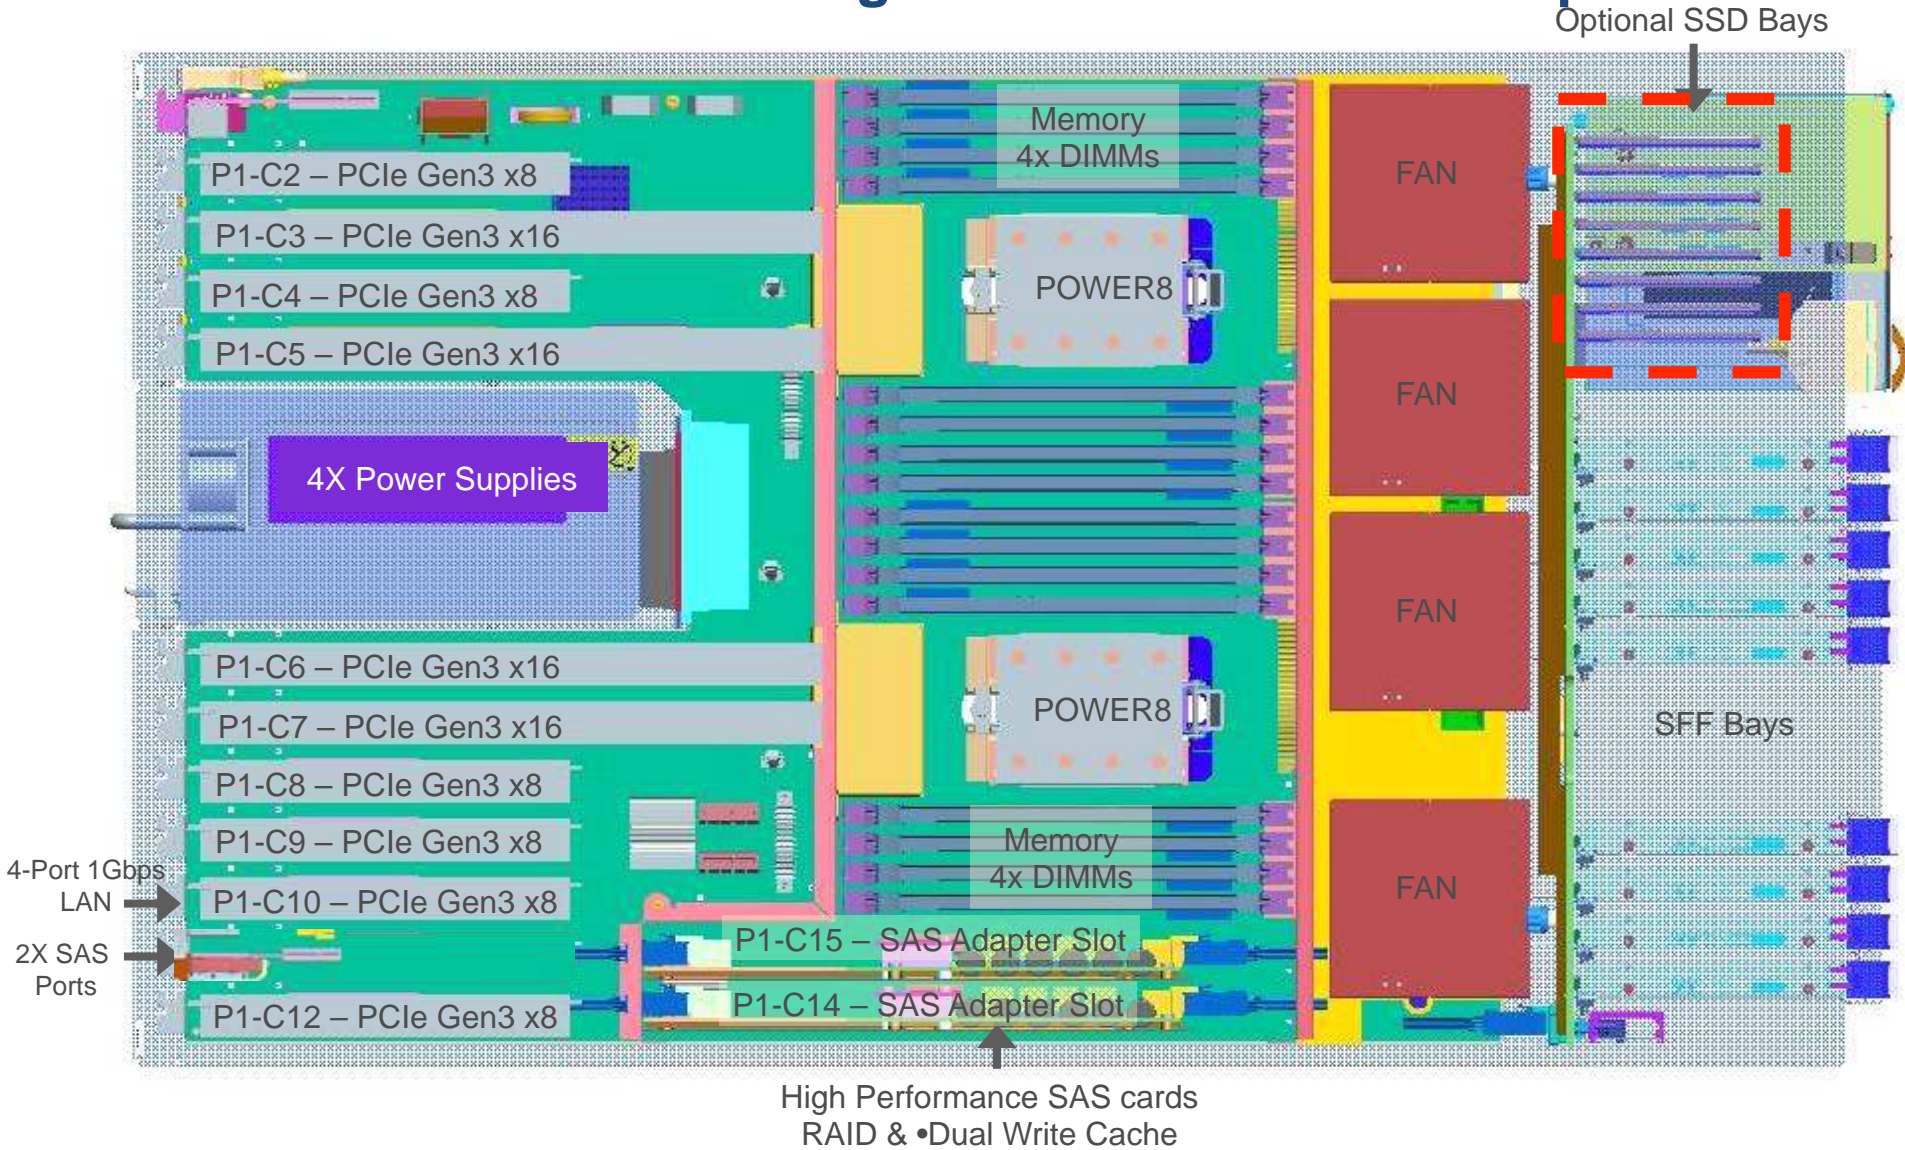 Optional SSD Bays
Memory
4x DIMMs
FAN
P1-C2 – PCIe Gen3 x8
P1-C3 – PCIe Gen3 x16
P1-C4 – PCIe Gen3 x8
POWER8
P1-C5 – PCIe Gen3 x16
FAN
4X Power Supplies
FAN
P1-C6 – PCIe Gen3 x16
P1-C7 – PCIe Gen3 x16
POWER8
SFF Bays
P1-C8 – PCIe Gen3 x8
P1-C9 – PCIe Gen3 x8
Memory
4x DIMMs
FAN
4-Port 1Gbps
LAN
P1-C10 – PCIe Gen3 x8
P1-C15 – SAS Adapter Slot
2X SAS
Ports
P1-C14 – SAS Adapter Slot
P1-C12 – PCIe Gen3 x8
High Performance SAS cards
RAID & •Dual Write Cache